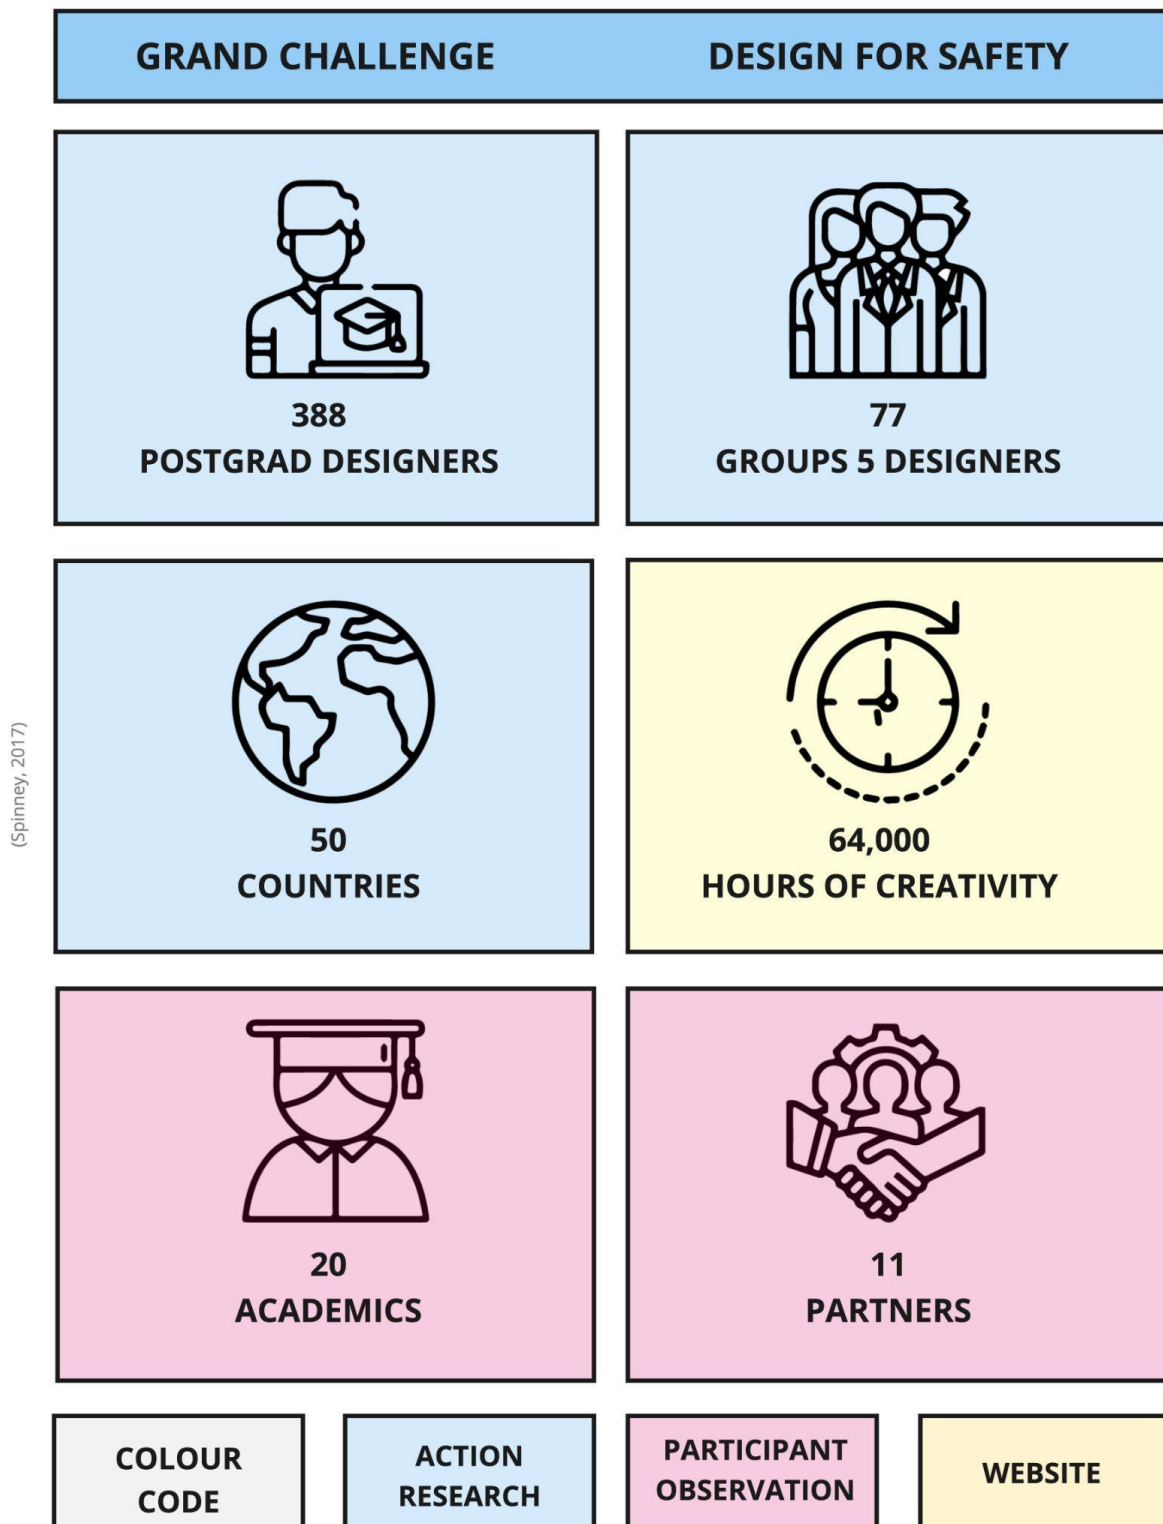 GRAND CHALLENGE
DESIGN FOR SAFETY
388
POSTGRAD DESIGNERS
77
GROUPS 5 DESIGNERS
50
COUNTRIES
64,000
HOURS OF CREATIVITY
(Spinney, 2017)
20
ACADEMICS
11
PARTNERS
COLOUR
CODE
ACTION
RESEARCH
PARTICIPANT
OBSERVATION
WEBSITE